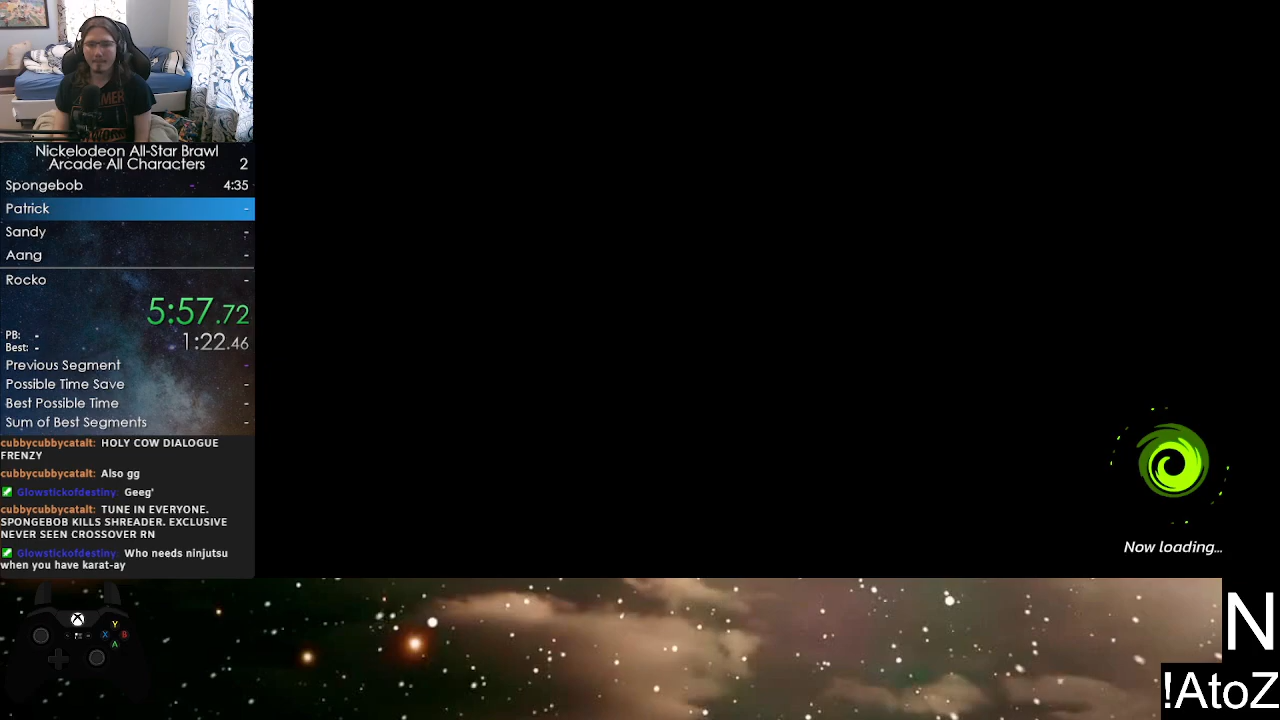 Nickelodeon All-Star Brawl
Arcade All Characters 2
Spongebob - 4:35
Patrick -
Sandy -
Aang -
Rocko -
5:57.72
PB: -
1:22.46
Best: -
Previous Segment -
Possible Time Save -
Best Possible Time -
Sum of Best Segments -
cubbycubbycatalt: HOLY COW DIALOGUE
FRENZY
cubbycubbycatalt: Also gg
Glowstickofdestiny: Geeg'
cubbycubbycatalt: TUNE IN EVERYONE.
SPONGEBOB KILLS SHREADER. EXCLUSIVE
NEVER SEEN CROSSOVER RN
Glowstickofdestiny: Who needs ninjutsu
when you have karat-ay
Now loading...
Y
X B
A
N
!AtoZ